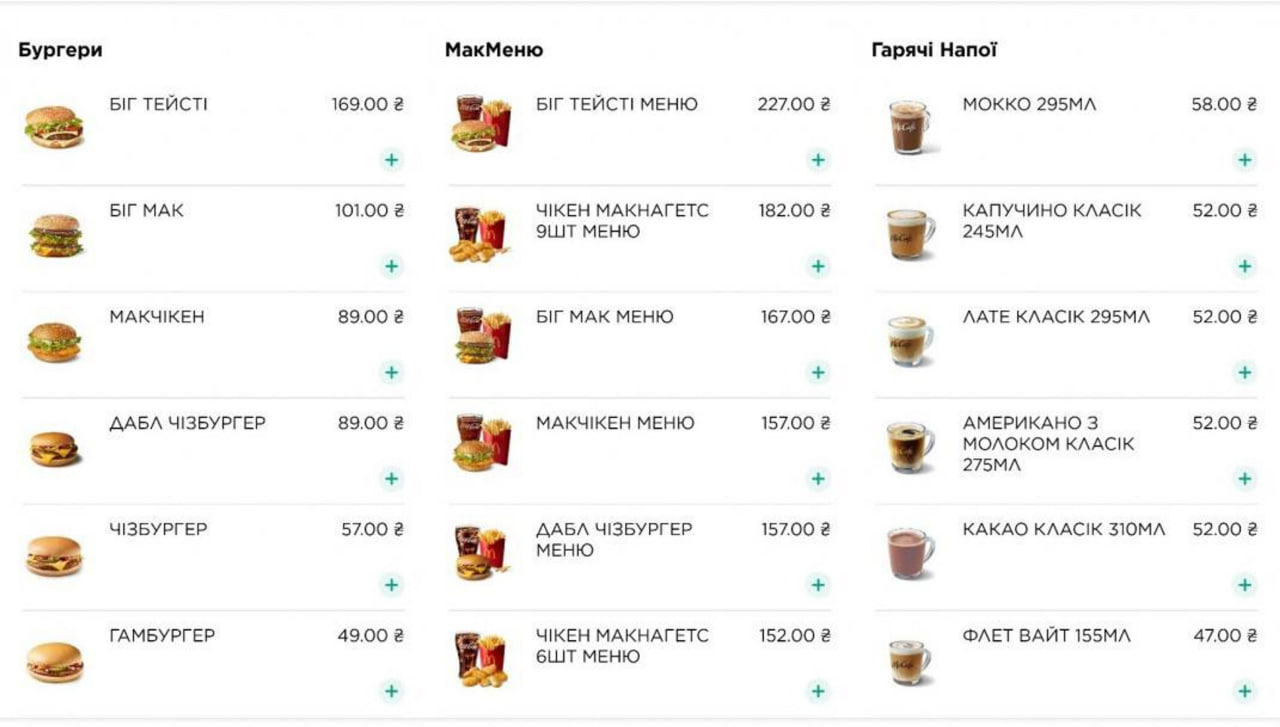 Бургери
БІГ ТЕЙСТІ 169.00 ₴
БІГ МАК 101.00 ₴
МАКЧІКЕН 89.00 ₴
ДАБЛ ЧІЗБУРГЕР 89.00 ₴
ЧІЗБУРГЕР 57.00 ₴
ГАМБУРГЕР 49.00 ₴
МакМеню
БІГ ТЕЙСТІ МЕНЮ 227.00 ₴
ЧІКЕН МАКНАГЕТС 182.00 ₴
9ШТ МЕНЮ
БІГ МАК МЕНЮ 167.00 ₴
МАКЧІКЕН МЕНЮ 157.00 ₴
ДАБЛ ЧІЗБУРГЕР 157.00 ₴
МЕНЮ
ЧІКЕН МАКНАГЕТС 152.00 ₴
6ШТ МЕНЮ
Гарячі Напої
МОККО 295МЛ 58.00 ₴
КАПУЧИНО КЛАСІК 52.00 ₴
245МЛ
ЛАТЕ КЛАСІК 295МЛ 52.00 ₴
АМЕРИКАНО З 52.00 ₴
МОЛОКОМ КЛАСІК
275МЛ
КАКАО КЛАСІК 310МЛ 52.00 ₴
ФЛЕТ ВАЙТ 155МЛ 47.00 ₴